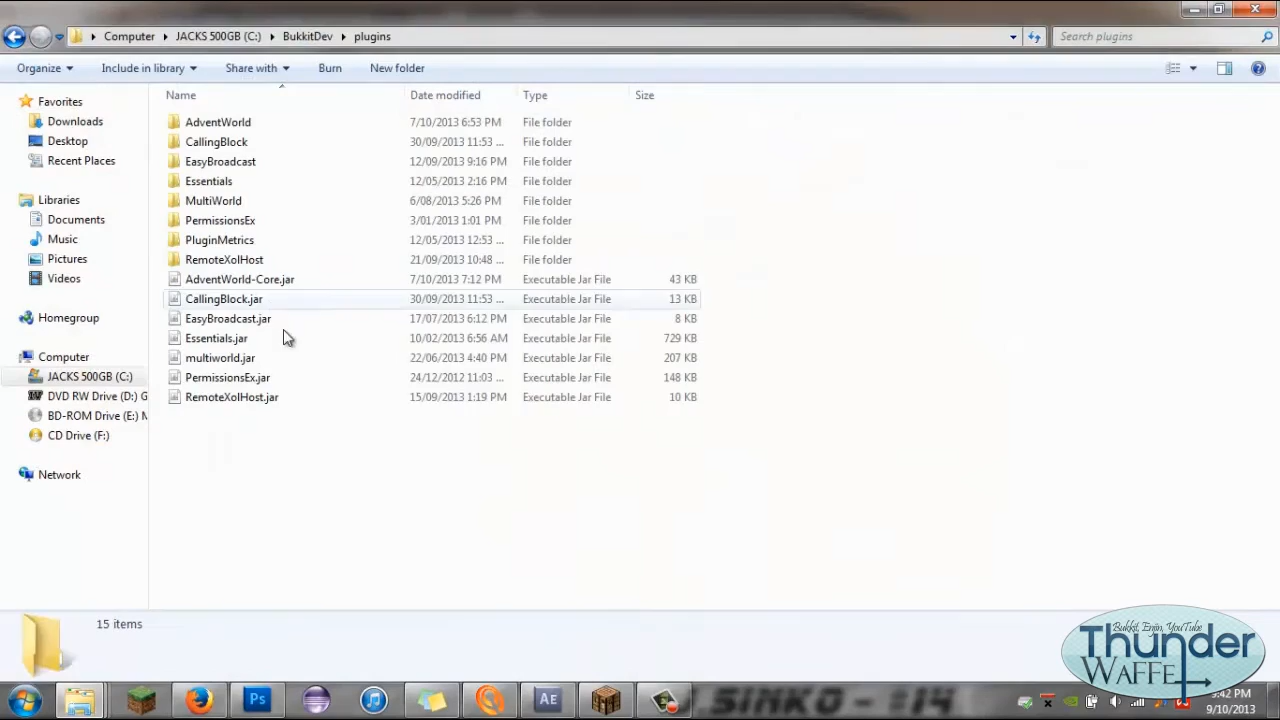 Computer JACKS 500GB (C:) BukkitDev plugins Search plugins
Organize Include in library Share with Burn New folder
Favorites
Downloads
Desktop
Recent Places
Libraries
Documents
Music
Pictures
Videos
Homegroup
Computer
JACKS 500GB (C:)
DVD RW Drive (D:) G
BD-ROM Drive (E:) M
CD Drive (F:)
Network
Name Date modified Type Size
AdventWorld 7/10/2013 6:53 PM File folder
CallingBlock 30/09/2013 11:53 ... File folder
EasyBroadcast 12/09/2013 9:16 PM File folder
Essentials 12/05/2013 2:16 PM File folder
MultiWorld 6/08/2013 5:26 PM File folder
PermissionsEx 3/01/2013 1:01 PM File folder
PluginMetrics 12/05/2013 12:53 ... File folder
RemoteXolHost 21/09/2013 10:48 ... File folder
AdventWorld-Core.jar 7/10/2013 7:12 PM Executable Jar File 43 KB
CallingBlock.jar 30/09/2013 11:53 ... Executable Jar File 13 KB
EasyBroadcast.jar 17/07/2013 6:12 PM Executable Jar File 8 KB
Essentials.jar 10/02/2013 6:56 AM Executable Jar File 729 KB
multiworld.jar 22/06/2013 4:40 PM Executable Jar File 207 KB
PermissionsEx.jar 24/12/2012 11:03 ... Executable Jar File 148 KB
RemoteXolHost.jar 15/09/2013 1:19 PM Executable Jar File 10 KB
15 items
Bukkit, Enjin, YouTube
Thunder
WAFFE
Ps
AE
:42 PM
9/10/2013